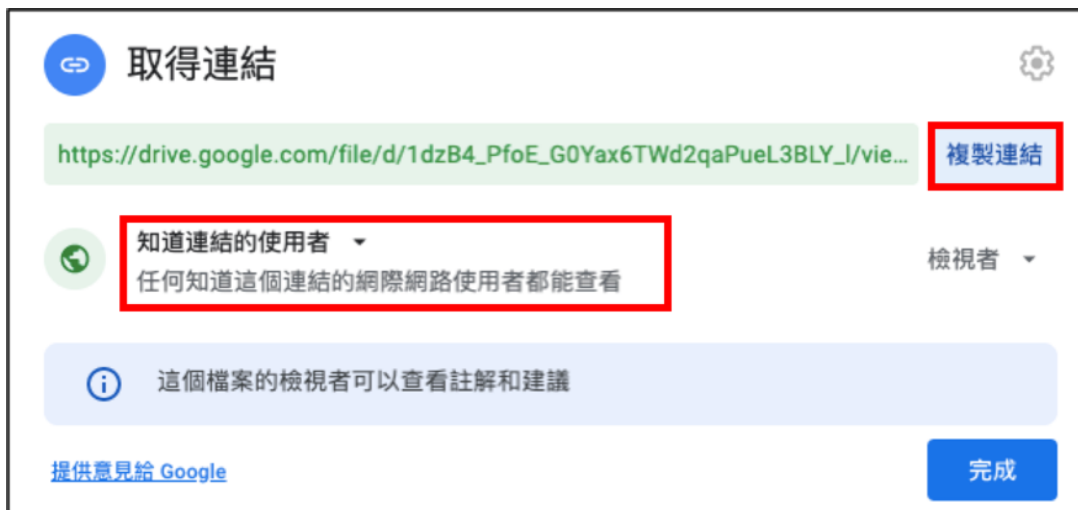 取得連結
https://drive.google.com/file/d/1dzB4_PfoE_G0Yax6TWd2qaPueL3BLY_l/vie...
複製連結
知道連結的使用者
任何知道這個連結的網際網路使用者都能查看
檢視者
這個檔案的檢視者可以查看註解和建議
提供意見給 Google
完成